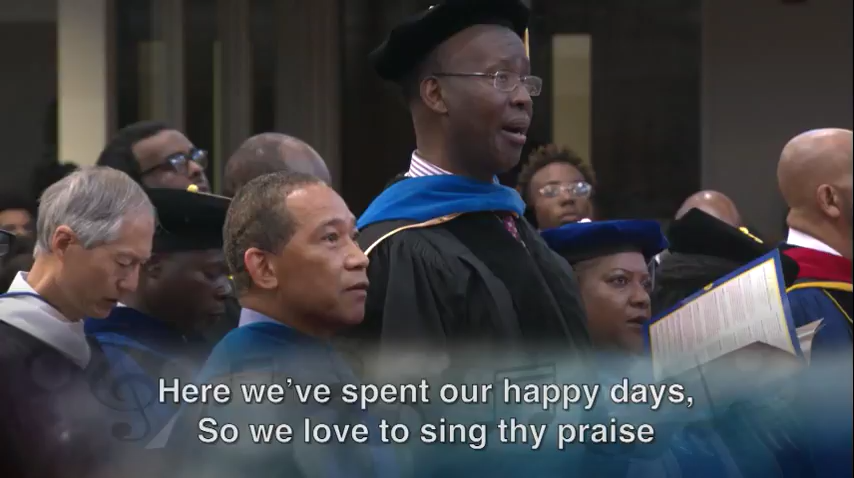 Here we've spent our happy days,
So we love to sing thy praise